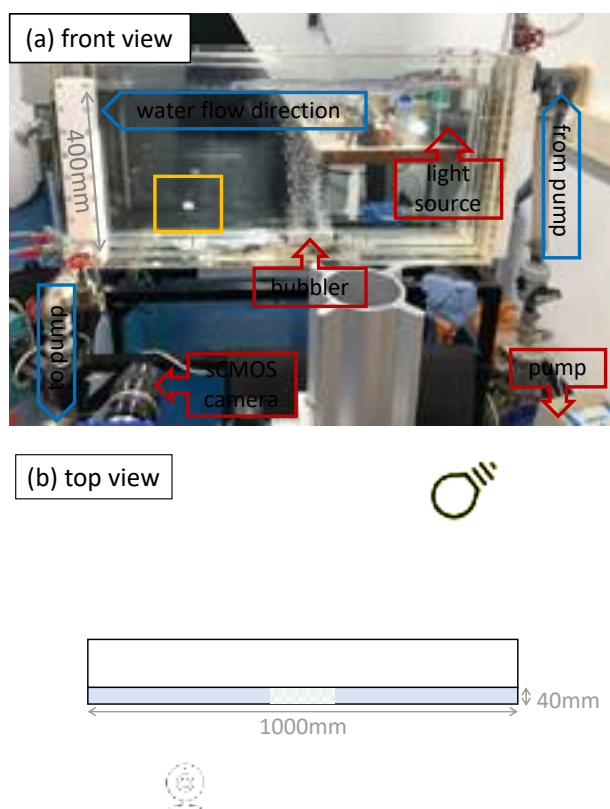 (a) front view
water flow direction
400mm
from pump
light
source
bubbler
to pump
sCMOS
camera
pump
(b) top view
40mm
1000mm